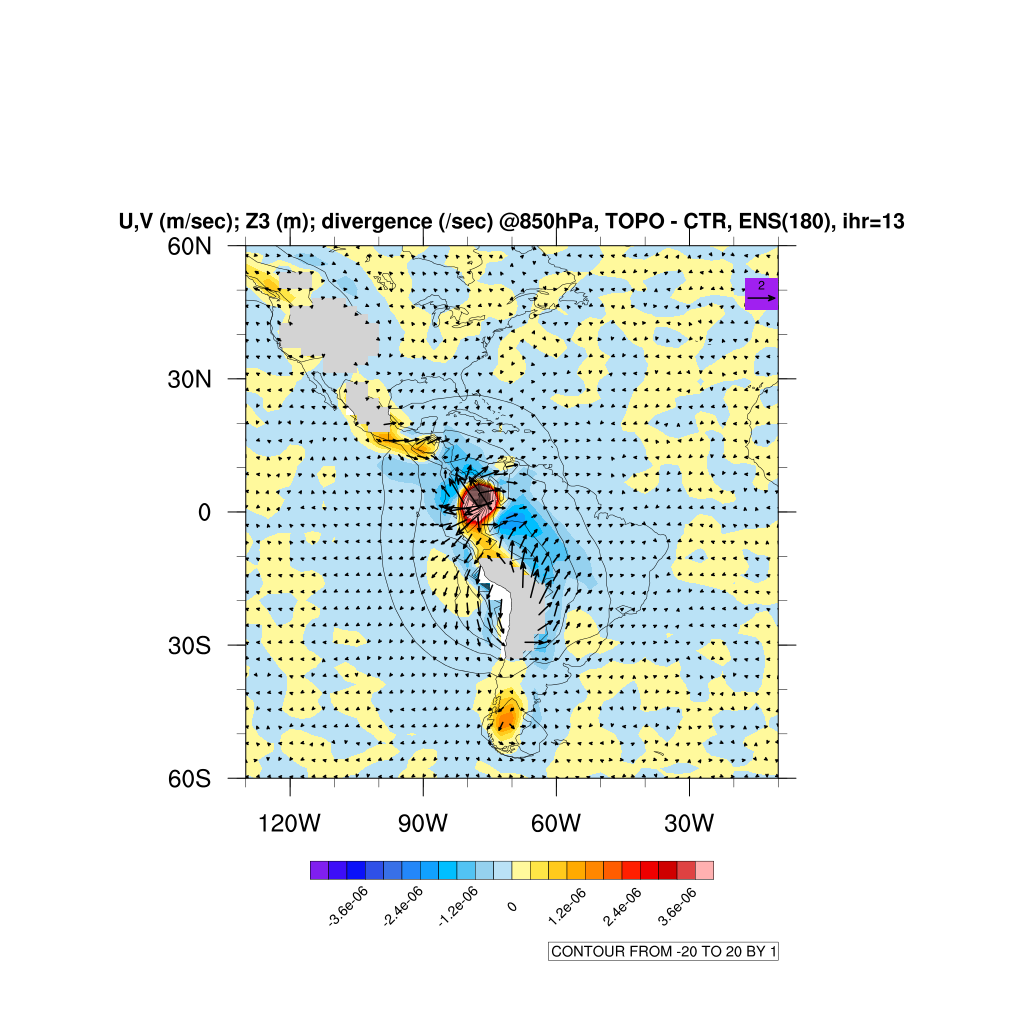 U,V (m/sec); Z3 (m); divergence (/sec) @850hPa, TOPO - CTR, ENS(180), ihr=13
60N
2
30N
0
30S
60S
120W 90W 60W 30W
-3.6e-06 -2.4e-06 -1.2e-06 0 1.2e-06 2.4e-06 3.6e-06
CONTOUR FROM -20 TO 20 BY 1